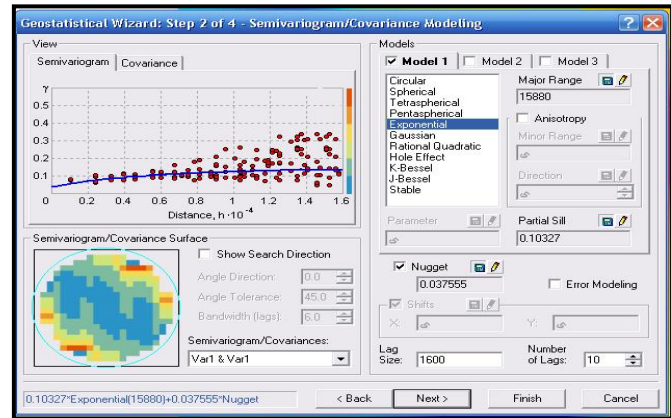 Geostatistical Wizard: Step 2 of 4 - Semivariogram/Covariance Modeling
View
Semivariogram
Covariance
γ
0.5
0.4
0.3
0.2
0.1
0 0.2 0.4 0.6 0.8 1 1.2 1.4 1.6
Distance, h·10⁻⁴
Semivariogram/Covariance Surface
Show Search Direction
Angle Direction: 0.0
Angle Tolerance: 45.0
Bandwidth (lags): 6.0
Semivariogram/Covariances:
Var1 & Var1
Models
Model 1
Model 2
Model 3
Circular
Spherical
Tetraspherical
Pentaspherical
Exponential
Gaussian
Rational Quadratic
Hole Effect
K-Bessel
J-Bessel
Stable
Major Range
15880
Anisotropy
Minor Range
Direction
Parameter
Partial Sill
0.10327
Nugget
0.037555
Error Modeling
Shifts
X:
Y:
Lag Size: 1600
Number of Lags: 10
0.10327*Exponential(15880)+0.037555*Nugget
< Back
Next >
Finish
Cancel